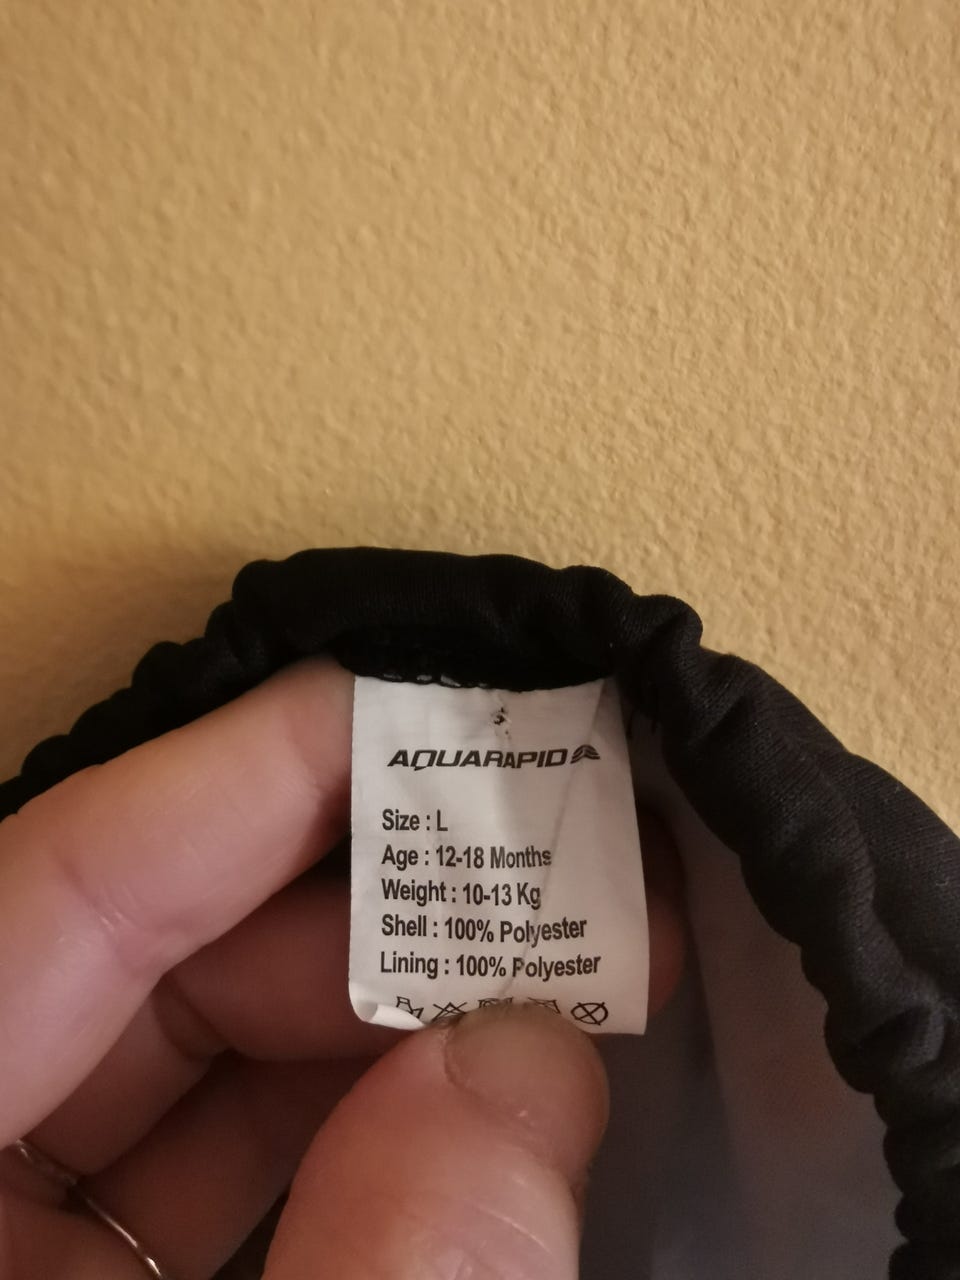 AQUARAPID
Size : L
Age : 12-18 Months
Weight : 10-13 Kg
Shell : 100% Polyester
Lining : 100% Polyester